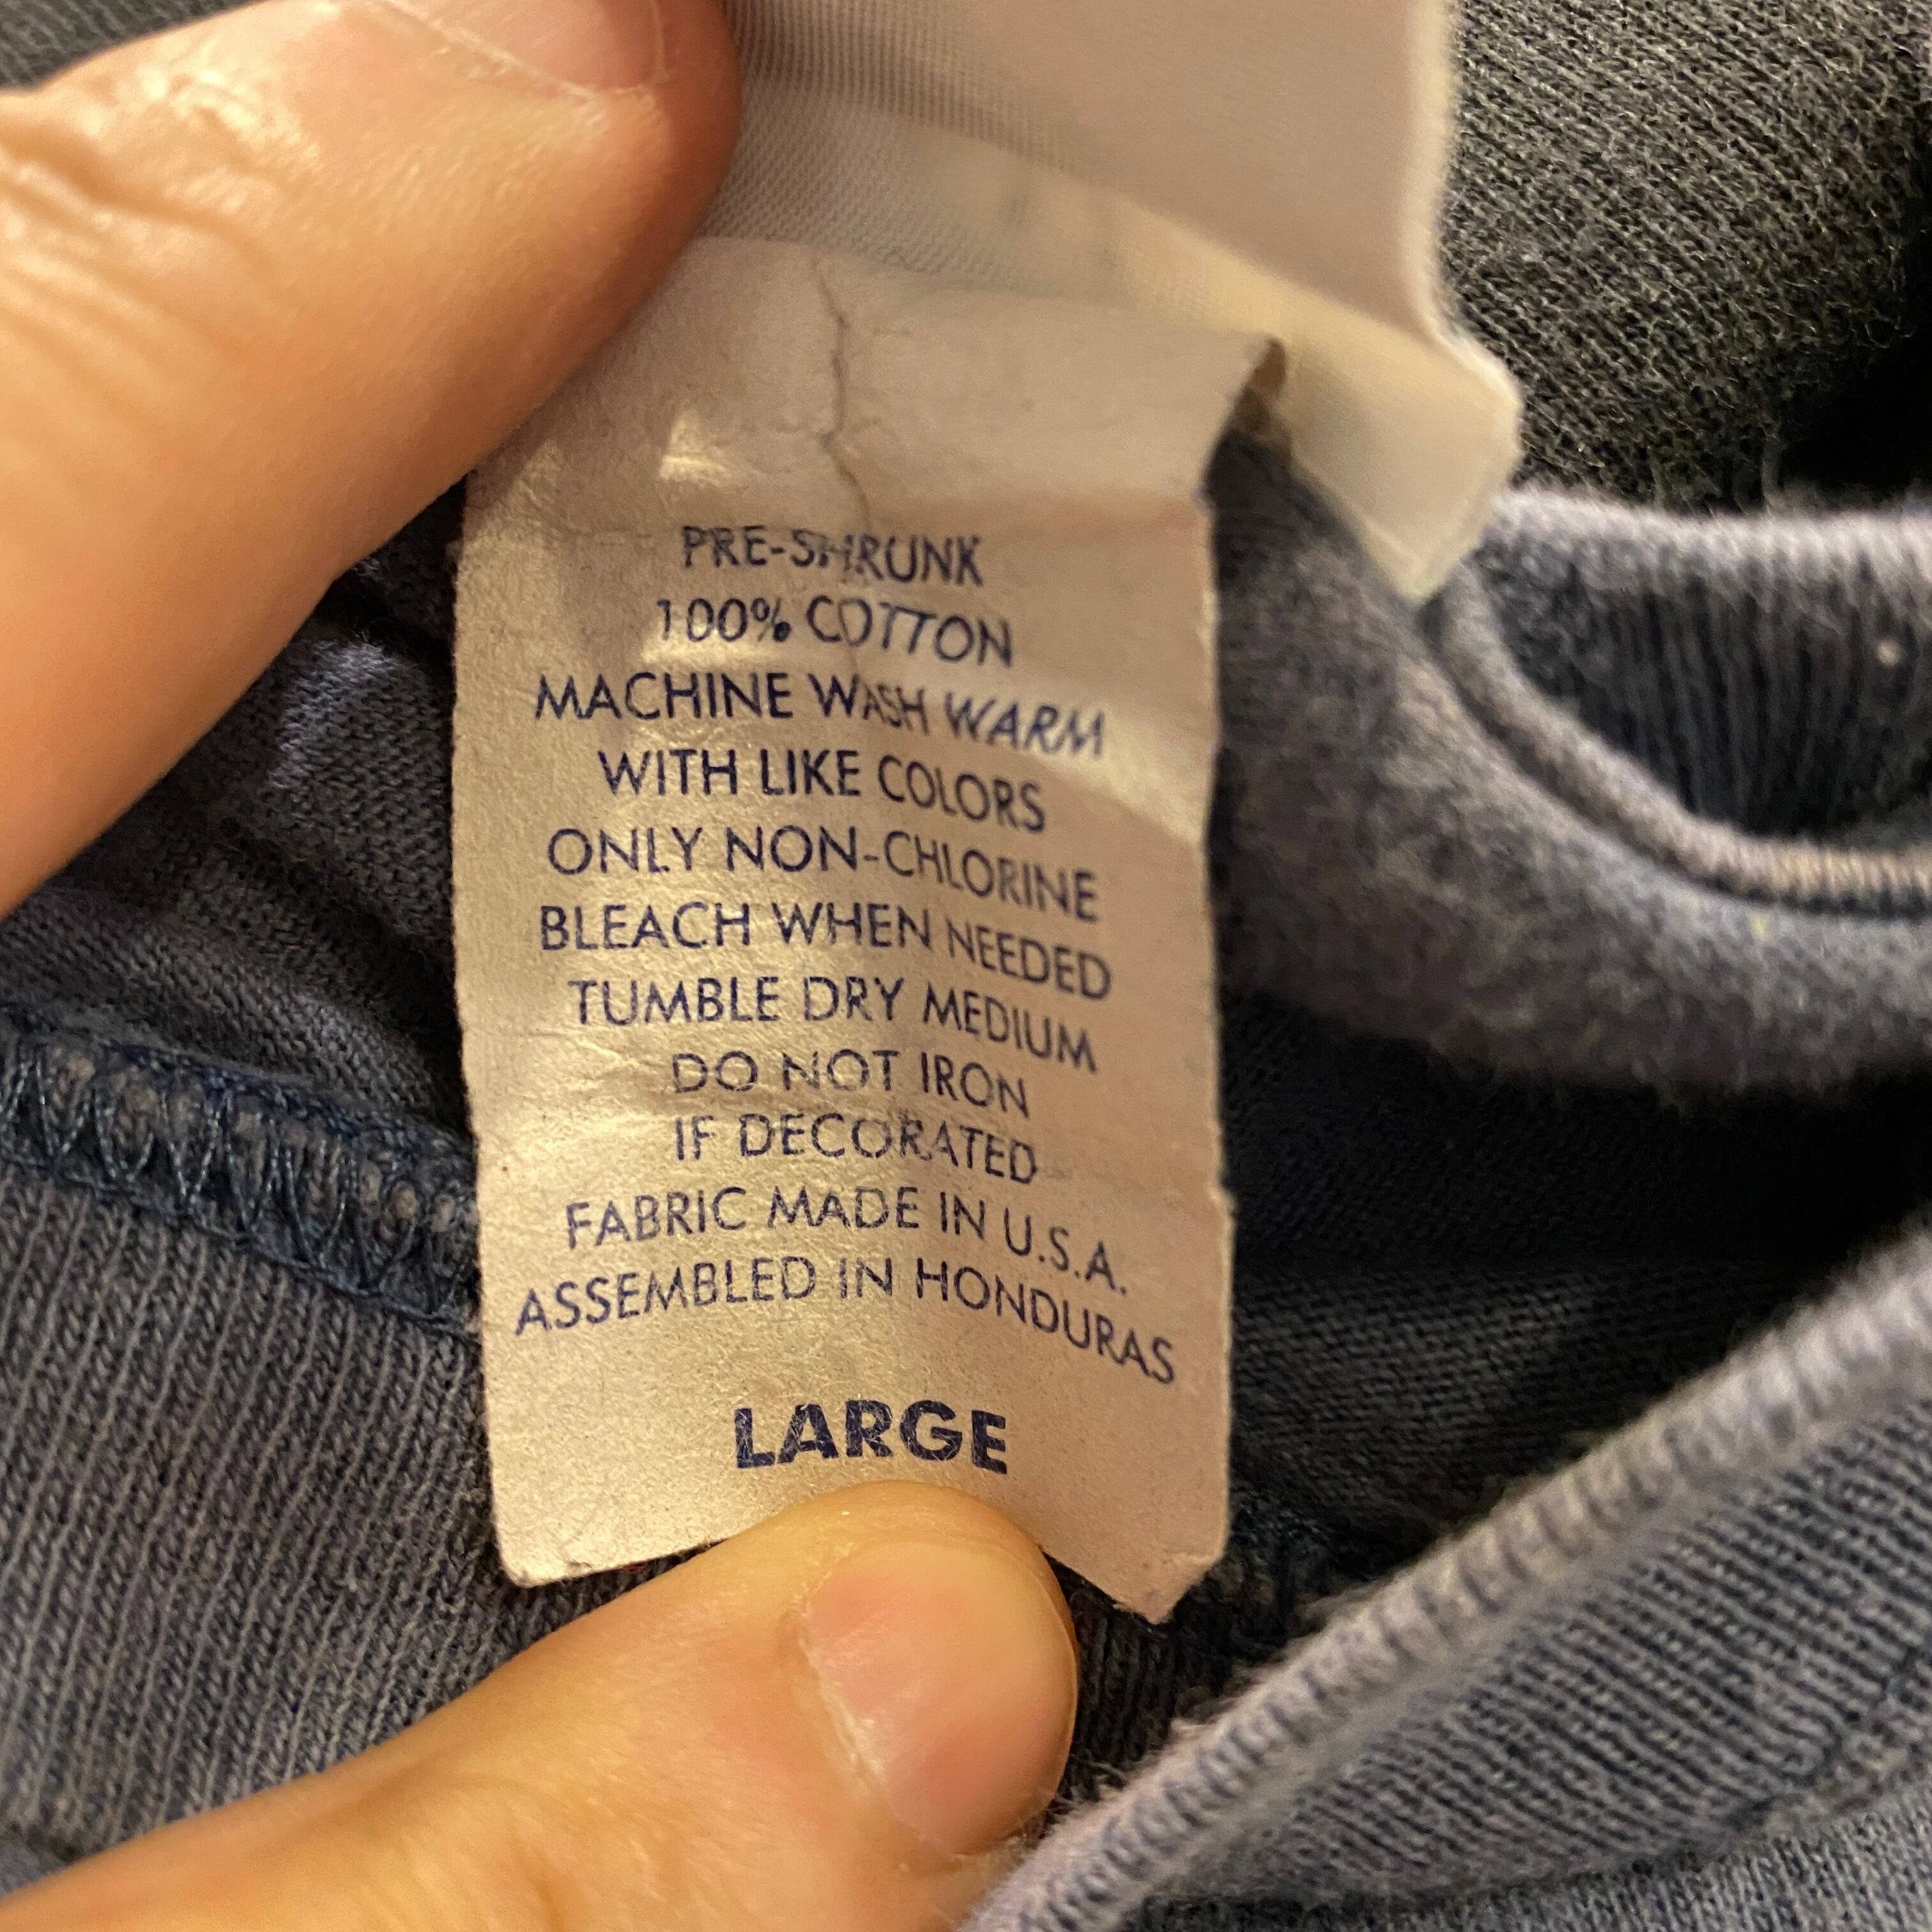 PRE-SHRUNK
100% COTTON
MACHINE WASH WARM
WITH LIKE COLORS
ONLY NON-CHLORINE
BLEACH WHEN NEEDED
TUMBLE DRY MEDIUM
DO NOT IRON
IF DECORATED
FABRIC MADE IN U.S.A.
ASSEMBLED IN HONDURAS
LARGE